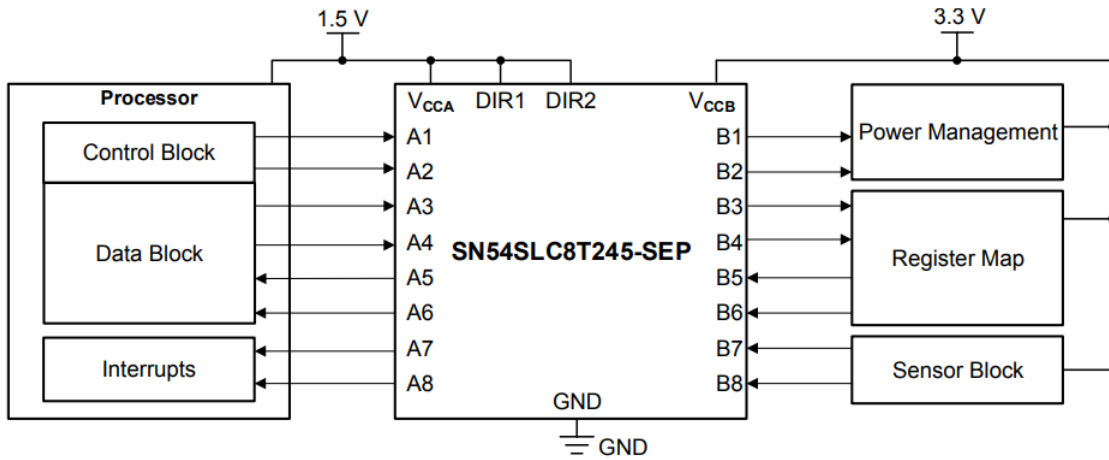 1.5 V
3.3 V
Processor
VCCA DIR1 DIR2 VCCB
Control Block
Data Block
Interrupts
A1
A2
A3
A4
A5
A6
A7
A8
SN54SLC8T245-SEP
GND
GND
B1
B2
B3
B4
B5
B6
B7
B8
Power Management
Register Map
Sensor Block